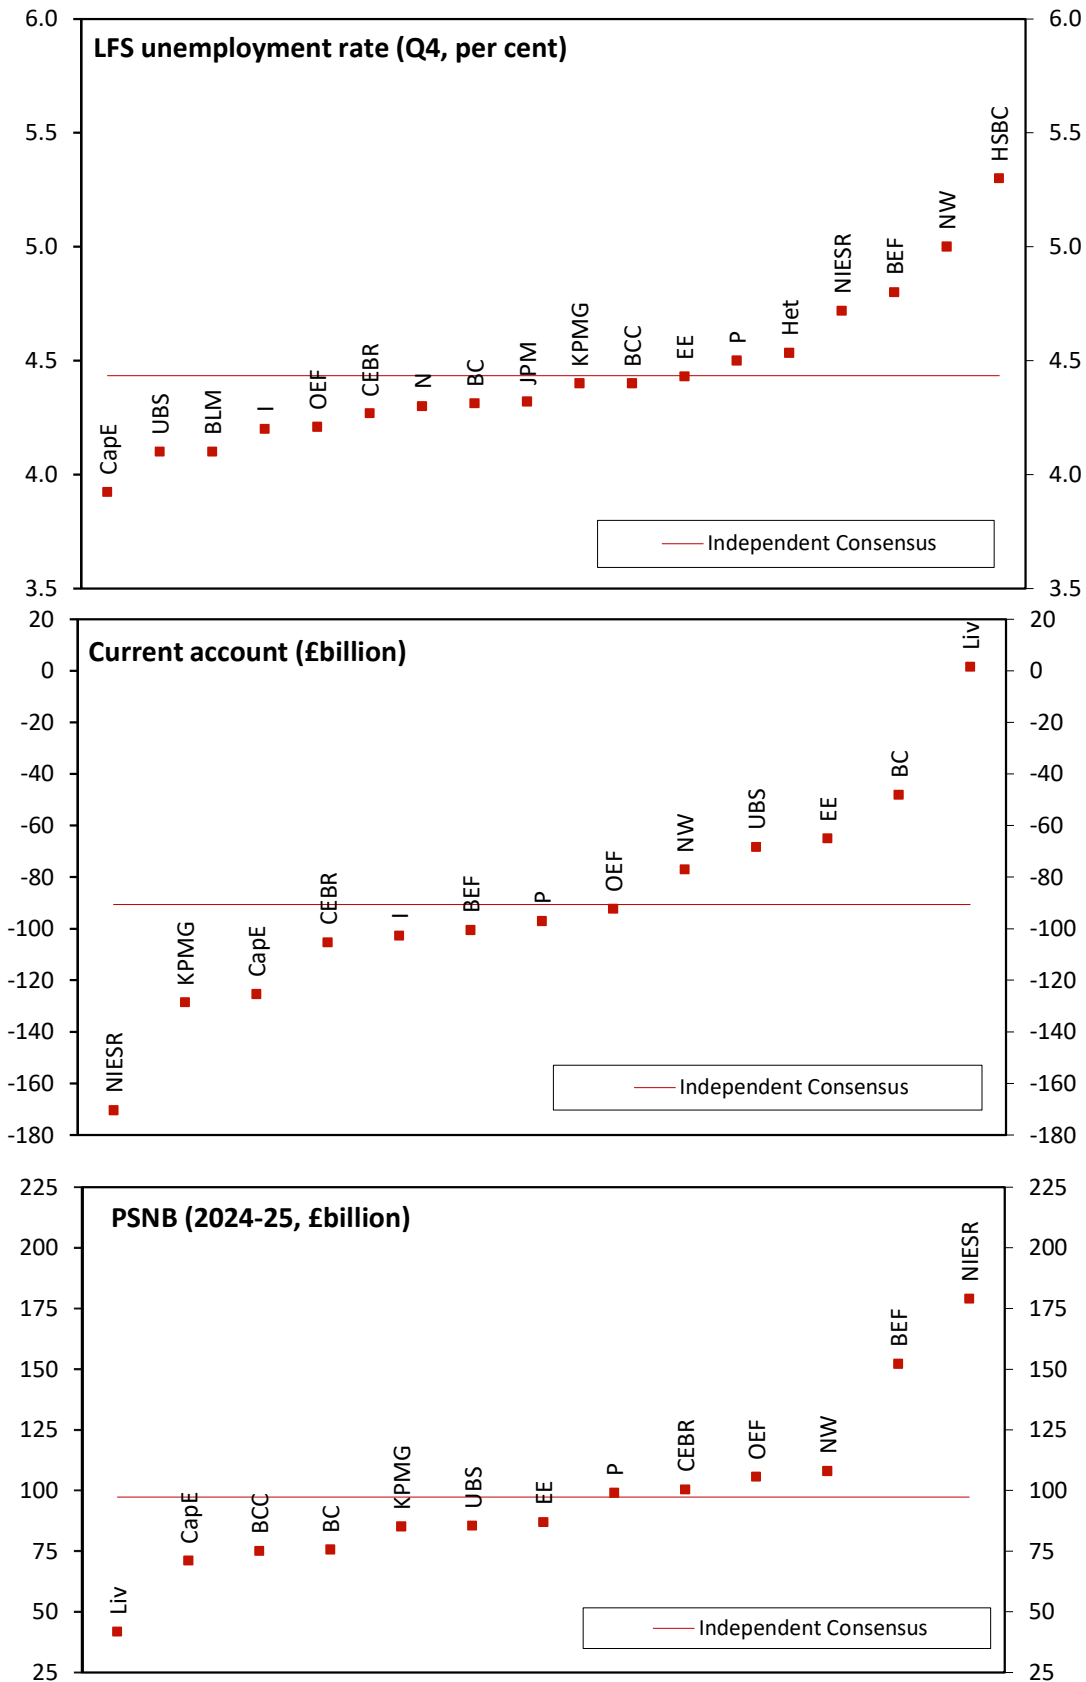 LFS unemployment rate (Q4, per cent)
6.0 6.0
5.5 5.5
5.0 5.0
4.5 4.5
4.0 4.0
3.5 3.5
CapE
UBS
BLM
I
OEF
CEBR
N
BC
JPM
KPMG
BCC
EE
P
Het
NIESR
BEF
NW
HSBC
Independent Consensus
Current account (£billion)
20 20
0 0
-20 -20
-40 -40
-60 -60
-80 -80
-100 -100
-120 -120
-140 -140
-160 -160
-180 -180
NIESR
KPMG
CapE
CEBR
I
BEF
P
OEF
NW
UBS
EE
BC
Liv
Independent Consensus
PSNB (2024-25, £billion)
225 225
200 200
175 175
150 150
125 125
100 100
75 75
50 50
25 25
Liv
CapE
BCC
BC
KPMG
UBS
EE
P
CEBR
OEF
NW
BEF
NIESR
Independent Consensus